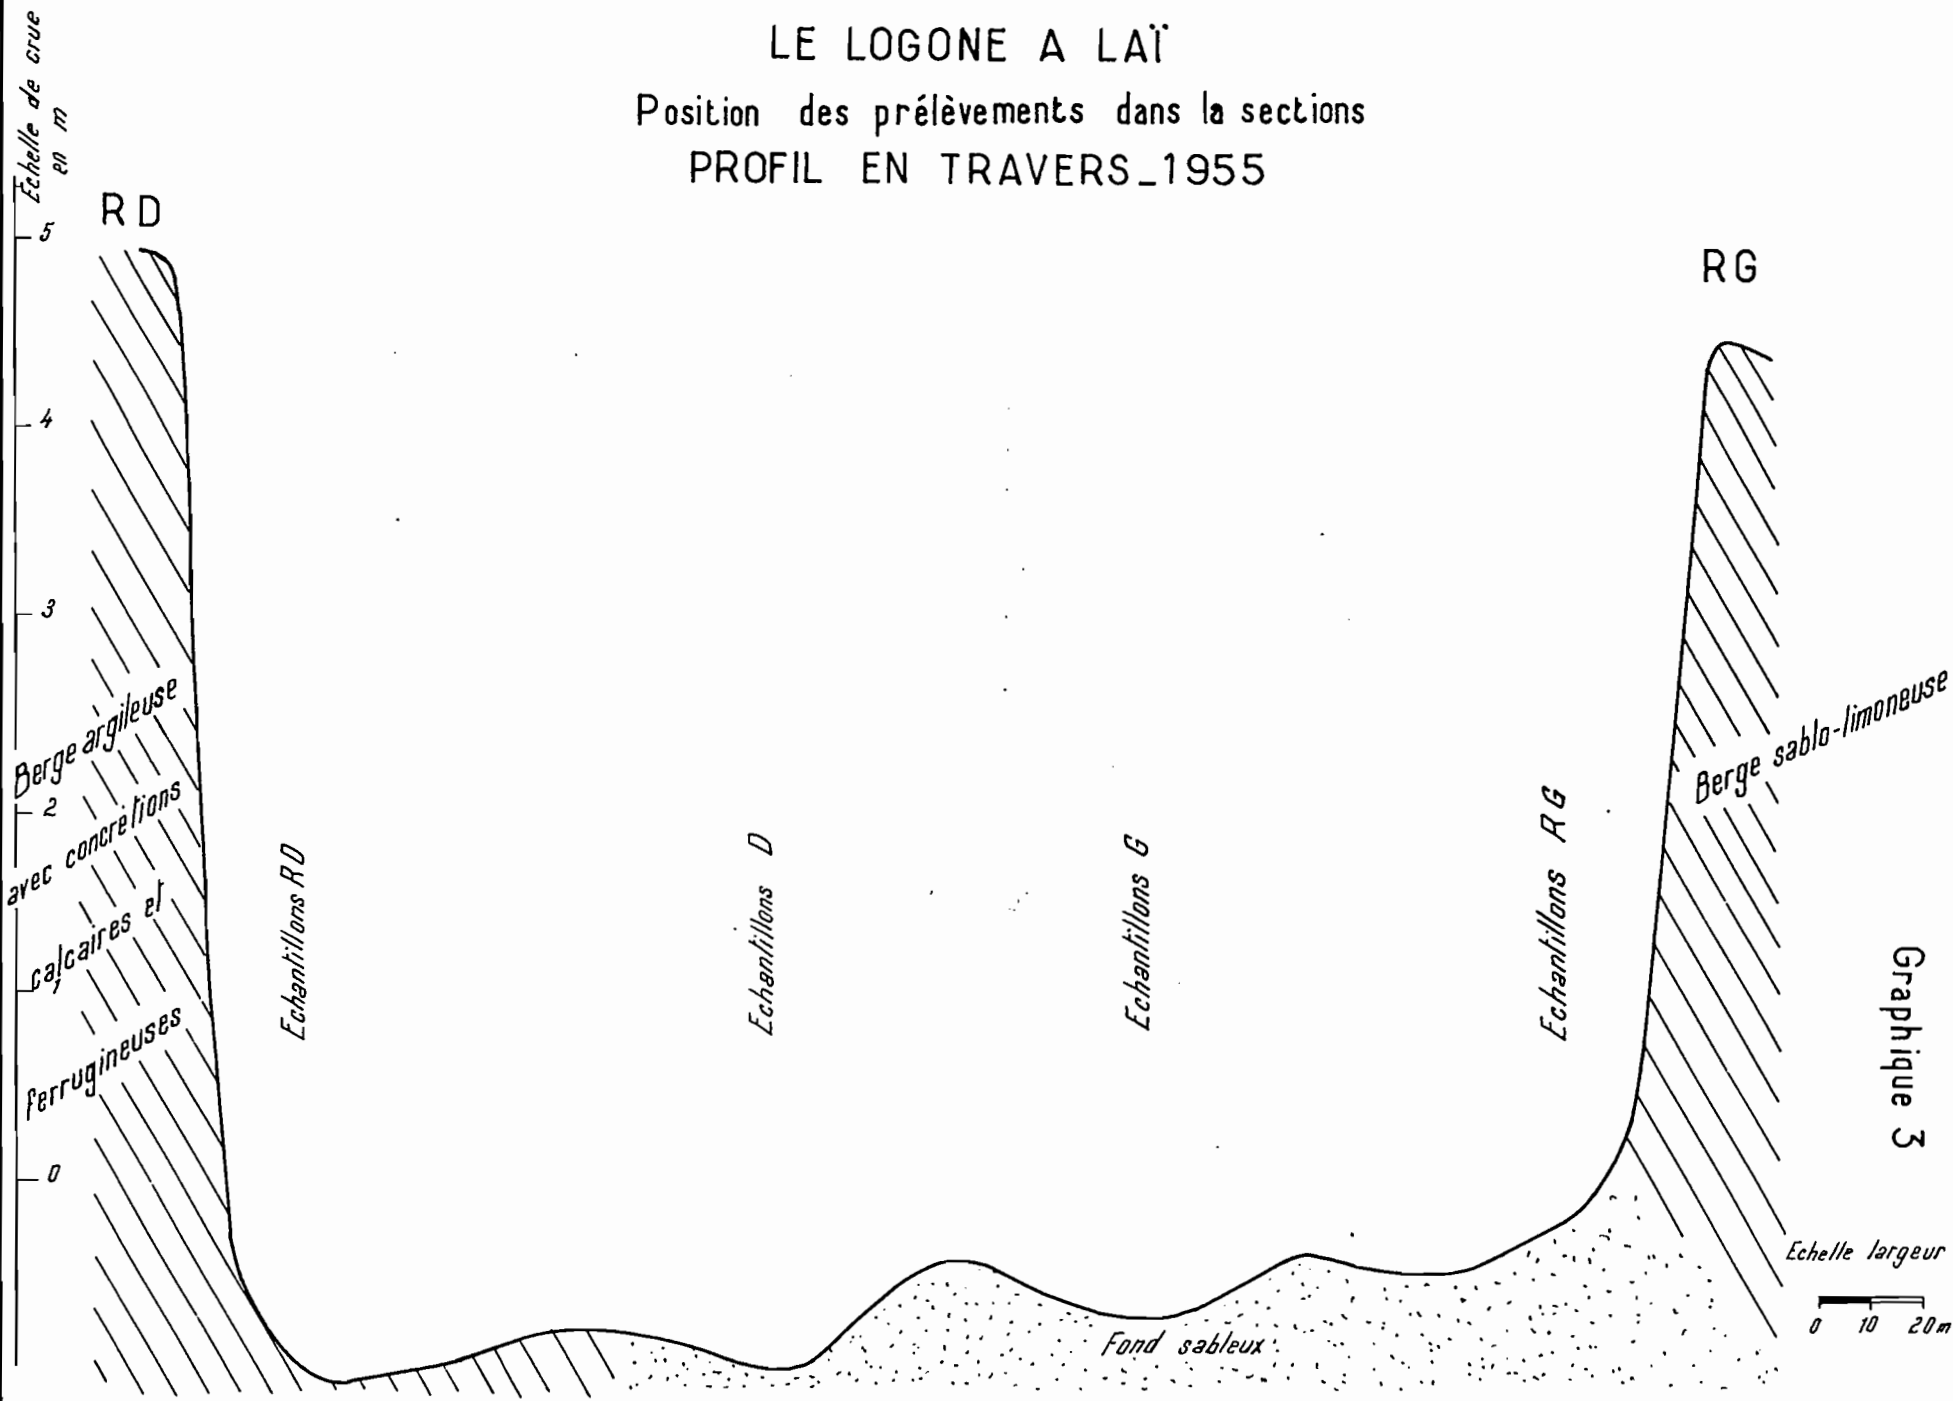 LE LOGONE A LAÏ
Position des prélèvements dans la sections
PROFIL EN TRAVERS_1955
Echelle de crue
en m
RD
RG
5
4
3
2
1
0
Berge argileuse
avec concrétions
calcaires et
ferrugineuses
Echantillons RD
Echantillons D
Echantillons G
Echantillons RG
Berge sablo-limoneuse
Graphique 3
Fond sableux
Echelle largeur
0 10 20m